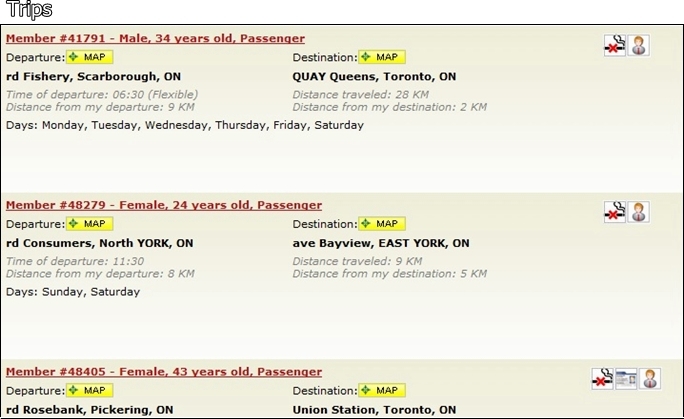 Trips
Member #41791 - Male, 34 years old, Passenger
Departure: MAP Destination: MAP
rd Fishery, Scarborough, ON QUAY Queens, Toronto, ON
Time of departure: 06:30 (Flexible) Distance traveled: 28 KM
Distance from my departure: 9 KM Distance from my destination: 2 KM
Days: Monday, Tuesday, Wednesday, Thursday, Friday, Saturday
Member #48279 - Female, 24 years old, Passenger
Departure: MAP Destination: MAP
rd Consumers, North YORK, ON ave Bayview, EAST YORK, ON
Time of departure: 11:30 Distance traveled: 9 KM
Distance from my departure: 8 KM Distance from my destination: 5 KM
Days: Sunday, Saturday
Member #48405 - Female, 43 years old, Passenger
Departure: MAP Destination: MAP
rd Rosebank, Pickering, ON Union Station, Toronto, ON